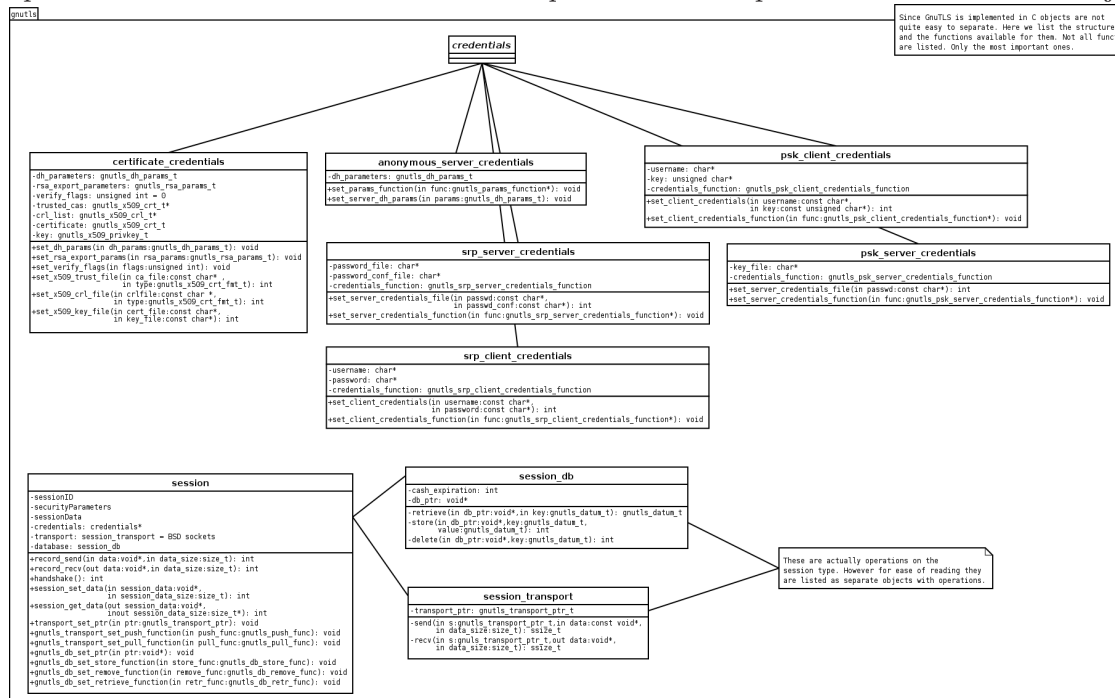 gnutls
Since GnuTLS is implemented in C objects are not
quite easy to separate. Here we list the structure
and the functions available for them. Not all func
are listed. Only the most important ones.
credentials
certificate_credentials
-dh_parameters: gnutls_dh_params_t
-rsa_export_parameters: gnutls_rsa_params_t
-verify_flags: unsigned int = 0
-trusted_cas: gnutls_x509_crt_t*
-crl_list: gnutls_x509_crl_t*
-certificate: gnutls_x509_crt_t
-key: gnutls_x509_privkey_t
+set_dh_params(in dh_params:gnutls_dh_params_t): void
+set_rsa_export_params(in rsa_params:gnutls_rsa_params_t): void
+set_verify_flags(in flags:unsigned int): void
+set_x509_trust_file(in ca_file:const char* ,
in type:gnutls_x509_crt_fmt_t): int
+set_x509_crl_file(in crlfile:const char *,
in type:gnutls_x509_crt_fmt_t): int
+set_x509_key_file(in cert_file:const char*,
in key_file:const char*): int
anonymous_server_credentials
-dh_parameters: gnutls_dh_params_t
+set_params_function(in func:gnutls_params_function*): void
+set_server_dh_params(in params:gnutls_dh_params_t): void
psk_client_credentials
-username: char*
-key: unsigned char*
-credentials_function: gnutls_psk_client_credentials_function
+set_client_credentials(in username:const char*,
in key:const unsigned char*): int
+set_client_credentials_function(in func:gnutls_psk_client_credentials_function*): void
srp_server_credentials
-password_file: char*
-password_conf_file: char*
-credentials_function: gnutls_srp_server_credentials_function
+set_server_credentials_file(in passwd:const char*,
in passwd_conf:const char*): int
+set_server_credentials_function(in func:gnutls_srp_server_credentials_function*): void
psk_server_credentials
-key_file: char*
-credentials_function: gnutls_psk_server_credentials_function
+set_server_credentials_file(in passwd:const char*): int
+set_server_credentials_function(in func:gnutls_psk_server_credentials_function*): void
srp_client_credentials
-username: char*
-password: char*
-credentials_function: gnutls_srp_client_credentials_function
+set_client_credentials(in username:const char*,
in password:const char*): int
+set_client_credentials_function(in func:gnutls_srp_client_credentials_function*): void
session
-sessionID
-securityParameters
-sessionData
-credentials: credentials*
-transport: session_transport = BSD sockets
-database: session_db
+record_send(in data:void*,in data_size:size_t): int
+record_recv(out data:void*,in data_size:size_t): int
+handshake(): int
+session_set_data(in session_data:void*,
in session_data_size:size_t): int
+session_get_data(out session_data:void*,
inout session_data_size:size_t*): int
+transport_set_ptr(in ptr:gnutls_transport_ptr): void
+gnutls_transport_set_push_function(in push_func:gnutls_push_func): void
+gnutls_transport_set_pull_function(in pull_func:gnutls_pull_func): void
+gnutls_db_set_ptr(in ptr:void*): void
+gnutls_db_set_store_function(in store_func:gnutls_db_store_func): void
+gnutls_db_set_remove_function(in remove_func:gnutls_db_remove_func): void
+gnutls_db_set_retrieve_function(in retr_func:gnutls_db_retr_func): void
session_db
-cash_expiration: int
-db_ptr: void*
-retrieve(in db_ptr:void*,in key:gnutls_datum_t): gnutls_datum_t
-store(in db_ptr:void*,key:gnutls_datum_t,
value:gnutls_datum_t): int
-delete(in db_ptr:void*,key:gnutls_datum_t): int
session_transport
-transport_ptr: gnutls_transport_ptr_t
-send(in s:gnutls_transport_ptr_t,in data:const void*,
in data_size:size_t): ssize_t
-recv(in s:gnuls_transport_ptr_t,out data:void*,
in data_size:size_t): ssize_t
These are actually operations on the
session type. However for ease of reading they
are listed as separate objects with operations.